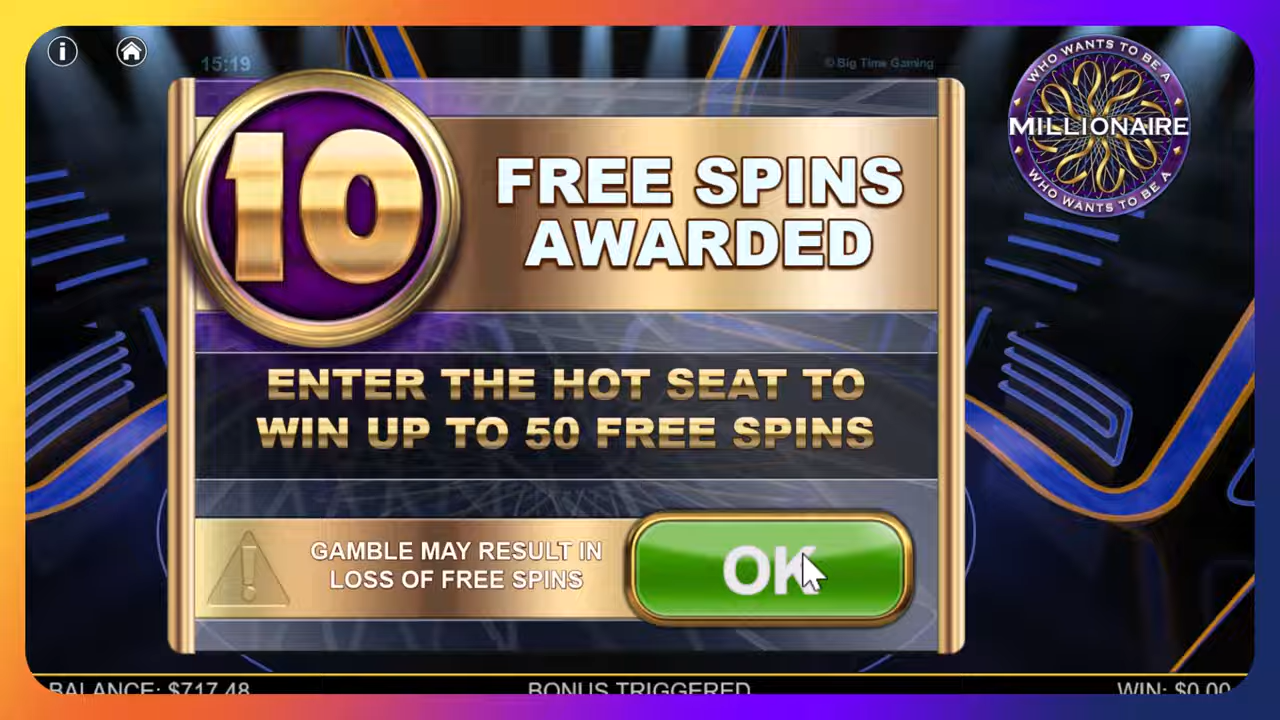 15:19
© Big Time Gaming
WHO WANTS TO BE A
MILLIONAIRE
WHO WANTS TO BE A
10
FREE SPINS
AWARDED
ENTER THE HOT SEAT TO
WIN UP TO 50 FREE SPINS
GAMBLE MAY RESULT IN
LOSS OF FREE SPINS
OK
BALANCE: $717.48
BONUS TRIGGERED
WIN: $0.00